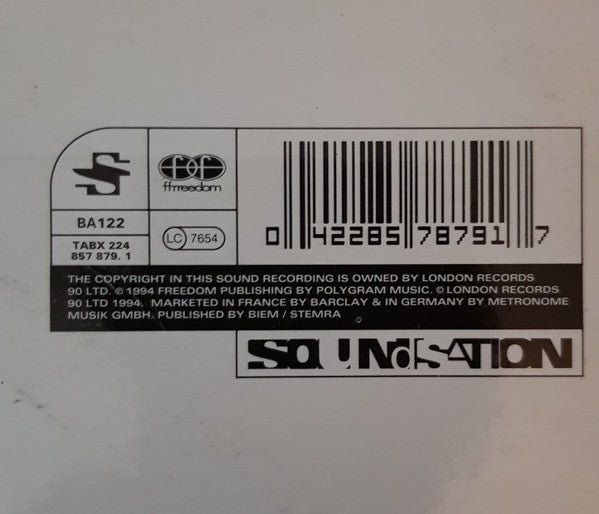 ffrreedom
BA122
TABX 224
857 879. 1
LC 7654
0 42285 78791 7
THE COPYRIGHT IN THIS SOUND RECORDING IS OWNED BY LONDON RECORDS
90 LTD. ℗ 1994 FREEDOM PUBLISHING BY POLYGRAM MUSIC. © LONDON RECORDS
90 LTD 1994. MARKETED IN FRANCE BY BARCLAY & IN GERMANY BY METRONOME
MUSIK GMBH. PUBLISHED BY BIEM / STEMRA
SOUNDSATION